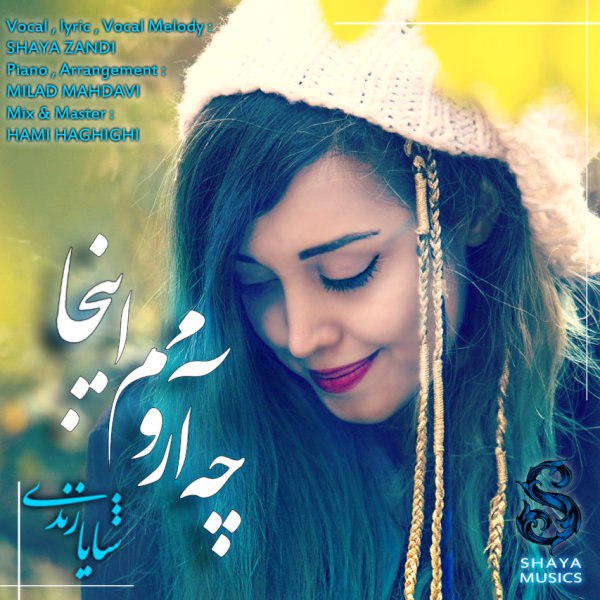 Vocal , lyric , Vocal Melody :
SHAYA ZANDI
Piano , Arrangement :
MILAD MAHDAVI
Mix & Master :
HAMI HAGHIGHI
چه آرومم اینجا
شایا زندی
SHAYA
MUSICS